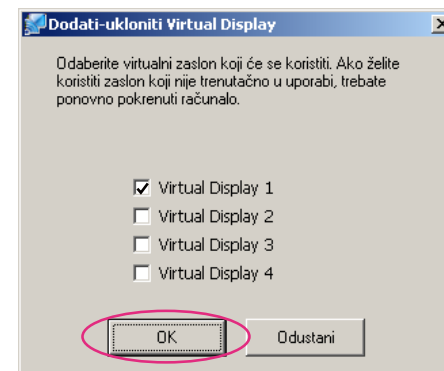 Dodati-ukloniti Virtual Display
Odaberite virtualni zaslon koji će se koristiti. Ako želite
koristiti zaslon koji nije trenutačno u uporabi, trebate
ponovno pokrenuti računalo.
Virtual Display 1
Virtual Display 2
Virtual Display 3
Virtual Display 4
OK
Odustani